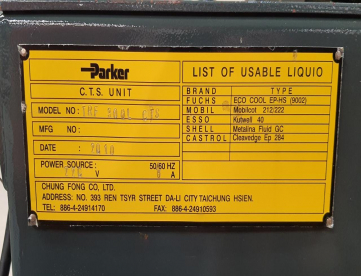 Parker
C.T.S. UNIT
MODEL NO: CTS
MFG NO:
DATE :
POWER SOURCE : 50/60 HZ
V A
CHUNG FONG CO, LTD.
ADDRESS: NO. 393 REN TSYR STREET DA-LI CITY TAICHUNG HSIEN.
TEL: 886-4-24914170 FAX: 886-4-24910593
LIST OF USABLE LIQUIO
BRAND TYPE
FUCHS ECO COOL EP-HS (9002)
MOBIL Mobilcot 212/222
ESSO Kutwell 40
SHELL Metalina Fluid GC
CASTROL Cleavedge Ep 284